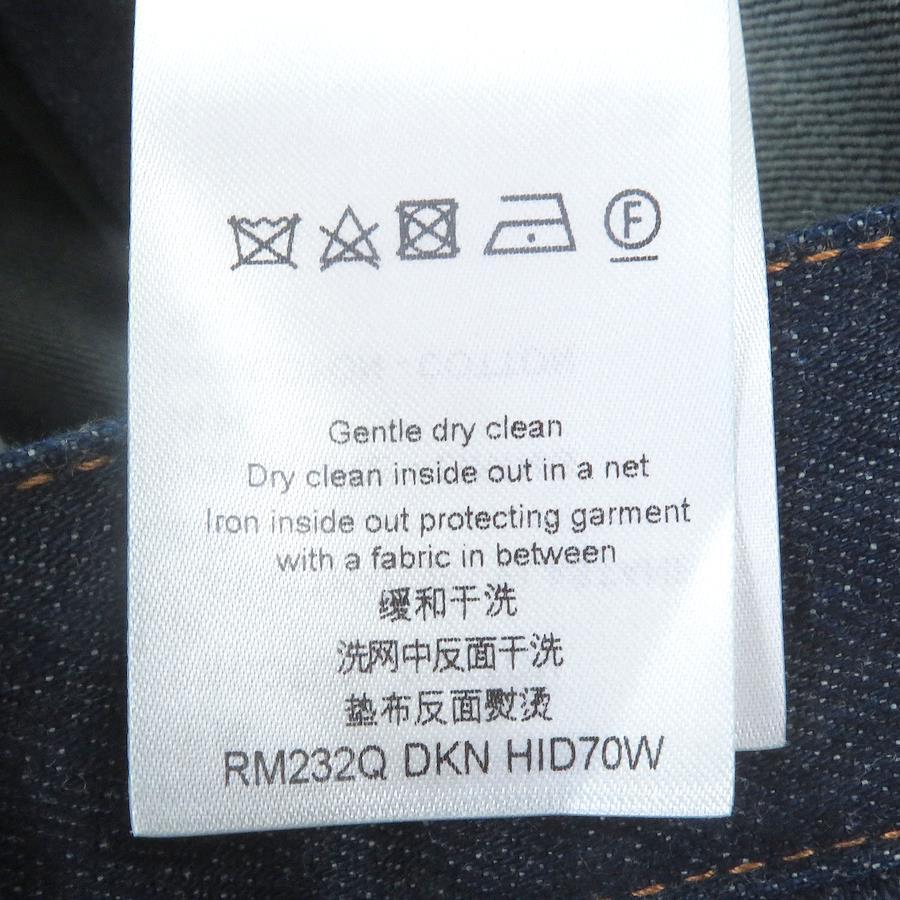 F
Gentle dry clean
Dry clean inside out in a net
Iron inside out protecting garment
with a fabric in between
缓和干洗
洗网中反面干洗
垫布反面熨烫
RM232Q DKN HID70W